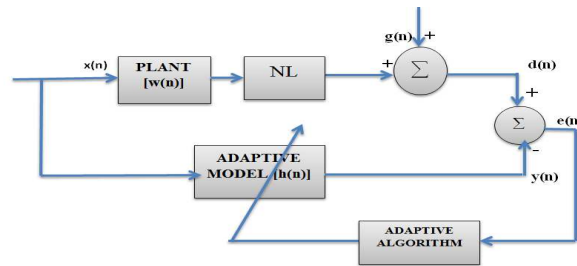 g(n)
+
x(n)
PLANT
[w(n)]
NL
+
Σ
d(n)
+
Σ
e(n
-
ADAPTIVE
MODEL [h(n)]
y(n)
ADAPTIVE
ALGORITHM